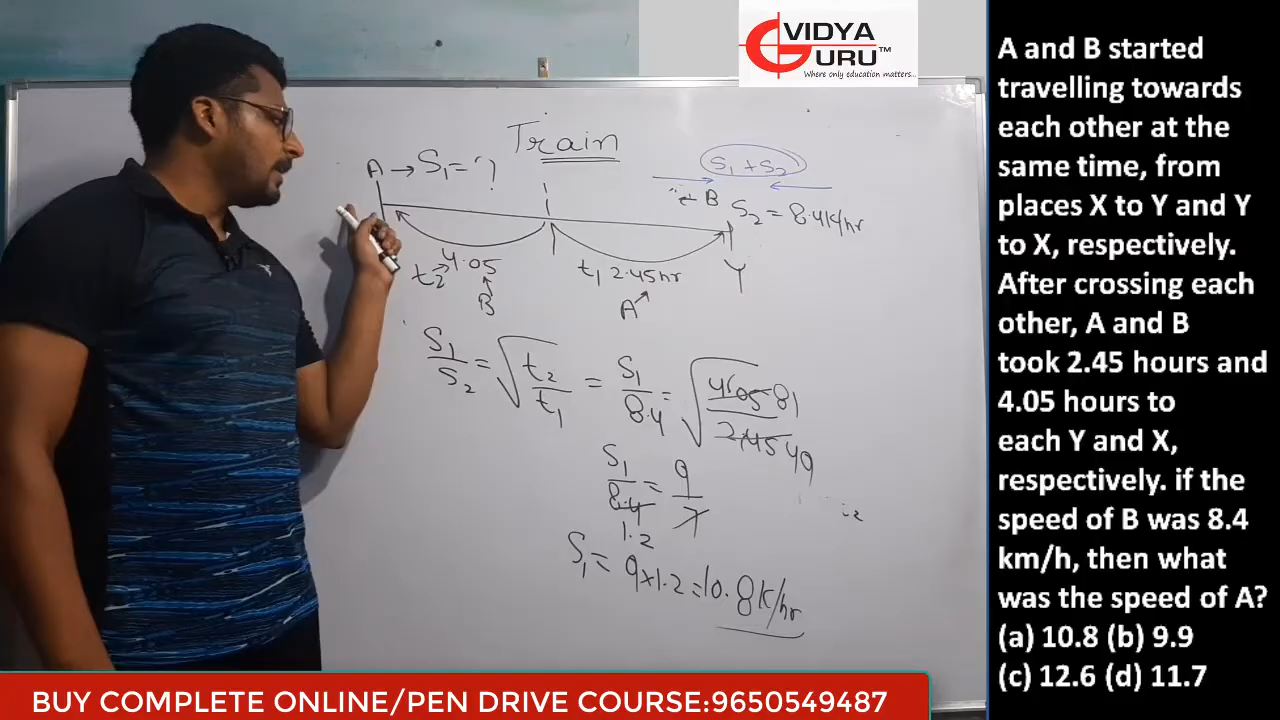 VIDYA
GURU™
Where only education matters...
Train
A → S₁ = ?
S₁ + S₂
B S₂ = 8.4 k/hr
t₂ 4.05
t₁ 2.45 hr
Y
B
A
S₁/S₂ = √(t₂/t₁) = S₁/8.4 = √(4.05 81/2.45 49)
S₁/8.4 = 9/7
1.2
S₁ = 9×1.2 = 10.8 k/hr
A and B started
travelling towards
each other at the
same time, from
places X to Y and Y
to X, respectively.
After crossing each
other, A and B
took 2.45 hours and
4.05 hours to
each Y and X,
respectively. if the
speed of B was 8.4
km/h, then what
was the speed of A?
(a) 10.8 (b) 9.9
(c) 12.6 (d) 11.7
BUY COMPLETE ONLINE/PEN DRIVE COURSE:9650549487